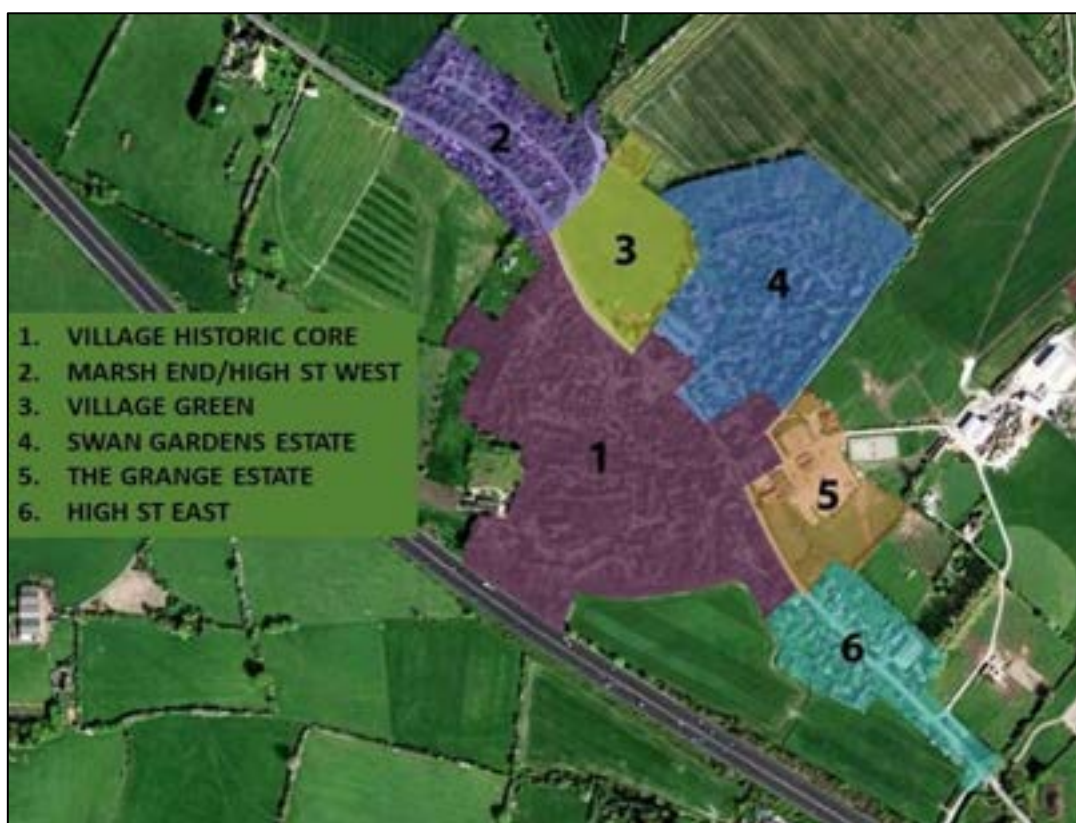 1. VILLAGE HISTORIC CORE
2. MARSH END/HIGH ST WEST
3. VILLAGE GREEN
4. SWAN GARDENS ESTATE
5. THE GRANGE ESTATE
6. HIGH ST EAST
2
3
4
1
5
6